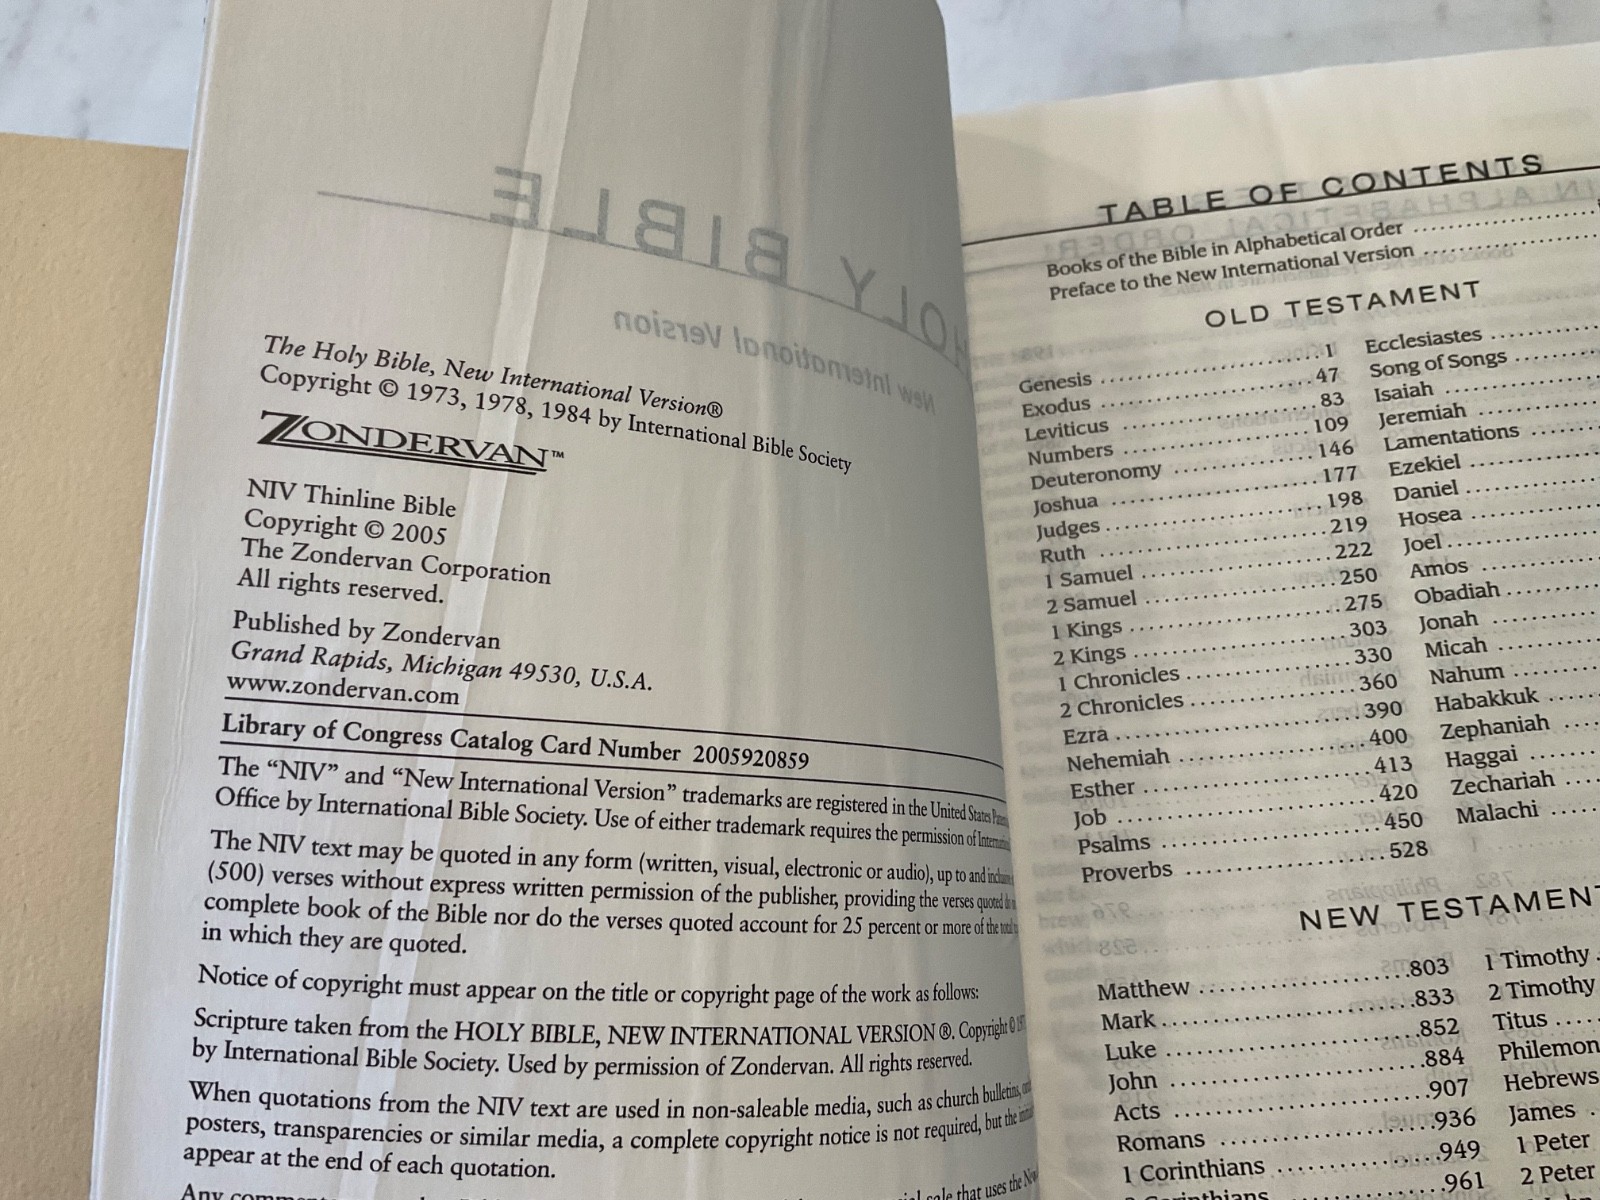 HOLY BIBLE
New International Version
The Holy Bible, New International Version®
Copyright © 1973, 1978, 1984 by International Bible Society
ZONDERVAN™
NIV Thinline Bible
Copyright © 2005
The Zondervan Corporation
All rights reserved.
Published by Zondervan
Grand Rapids, Michigan 49530, U.S.A.
www.zondervan.com
Library of Congress Catalog Card Number 2005920859
The “NIV” and “New International Version” trademarks are registered in the United States
Office by International Bible Society. Use of either trademark requires the permission of
The NIV text may be quoted in any form (written, visual, electronic or audio), up to and
(500) verses without express written permission of the publisher, providing the verses quoted
complete book of the Bible nor do the verses quoted account for 25 percent or more of the
in which they are quoted.
Notice of copyright must appear on the title or copyright page of the work as follows:
Scripture taken from the HOLY BIBLE, NEW INTERNATIONAL VERSION ®. Copyright ©
by International Bible Society. Used by permission of Zondervan. All rights reserved.
When quotations from the NIV text are used in non-saleable media, such as church bulletins,
posters, transparencies or similar media, a complete copyright notice is not required, but the
appear at the end of each quotation.
Any
sale that uses the
TABLE OF CONTENTS
Books of the Bible in Alphabetical Order
Preface to the New International Version
OLD TESTAMENT
Genesis 1
Exodus 47
Leviticus 83
Numbers 109
Deuteronomy 146
Joshua 177
Judges 198
Ruth 219
1 Samuel 222
2 Samuel 250
1 Kings 275
2 Kings 303
1 Chronicles 330
2 Chronicles 360
Ezra 390
Nehemiah 400
Esther 413
Job 420
Psalms 450
Proverbs 528
Ecclesiastes
Song of Songs
Isaiah
Jeremiah
Lamentations
Ezekiel
Daniel
Hosea
Joel
Amos
Obadiah
Jonah
Micah
Nahum
Habakkuk
Zephaniah
Haggai
Zechariah
Malachi
NEW TESTAMENT
Matthew 803
Mark 833
Luke 852
John 884
Acts 907
Romans 936
1 Corinthians 949
Corinthians 961
1 Timothy
2 Timothy
Titus
Philemon
Hebrews
James
1 Peter
2 Peter